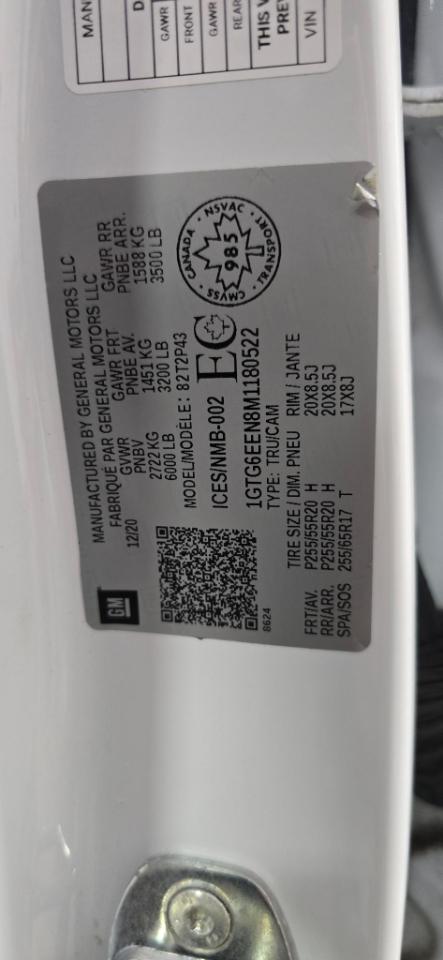 MANU
GAWR
FRONT
GAWR
REAR
THIS V
PREV
VIN
MANUFACTURED BY GENERAL MOTORS LLC
FABRIQUÉ PAR GENERAL MOTORS LLC
GVWR GAWR FRT GAWR RR
12/20 PNBV PNBE AV. PNBE ARR.
2722 KG 1451 KG 1588 KG
6000 LB 3200 LB 3500 LB
MODEL/MODÈLE: 82T2P43
ICES/NMB-002
EC
CANADA · NSVAC · TRANSPORT · CMVSS
985
1GTG6EEN8M1180522
TYPE: TRU/CAM
TIRE SIZE / DIM. PNEU RIM / JANTE
FRT/AV. P255/55R20 H 20X8.5J
RR/ARR. P255/55R20 H 20X8.5J
SPA/SOS 255/65R17 T 17X8J
GM
8624